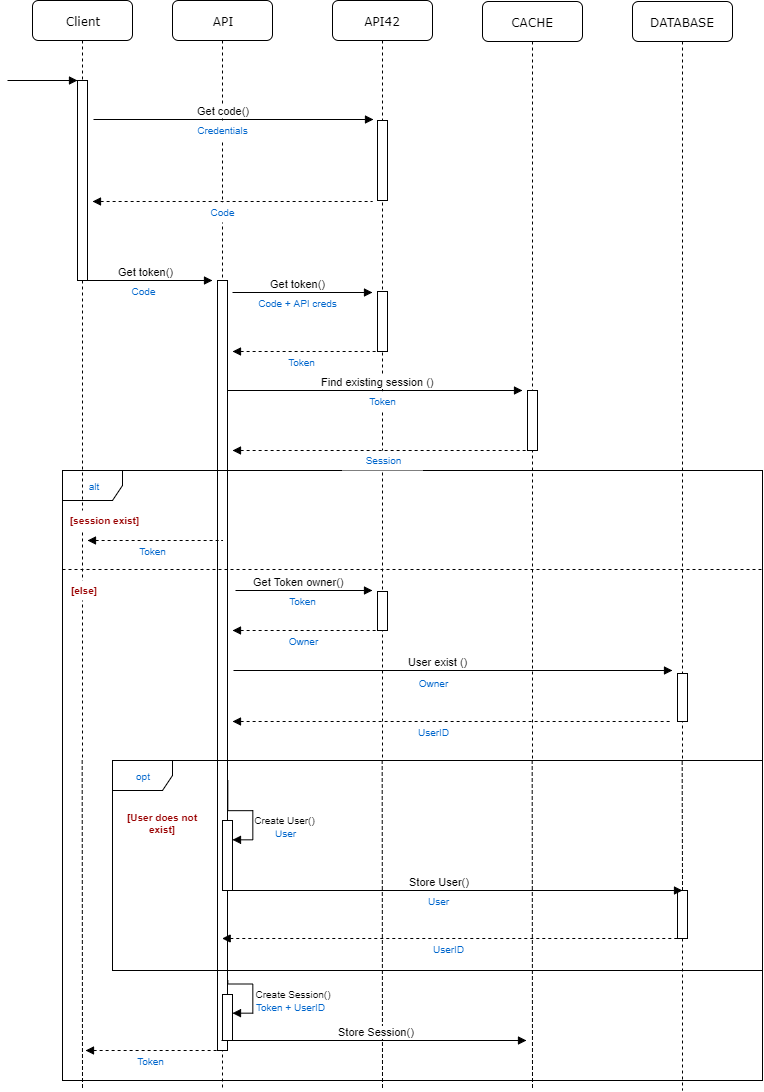 Client
API
API42
CACHE
DATABASE
Get code()
Credentials
Code
Get token()
Code
Get token()
Code + API creds
Token
Find existing session ()
Token
Session
alt
[session exist]
Token
[else]
Get Token owner()
Token
Owner
User exist ()
Owner
UserID
opt
[User does not
exist]
Create User()
User
Store User()
User
UserID
Create Session()
Token + UserID
Store Session()
Token